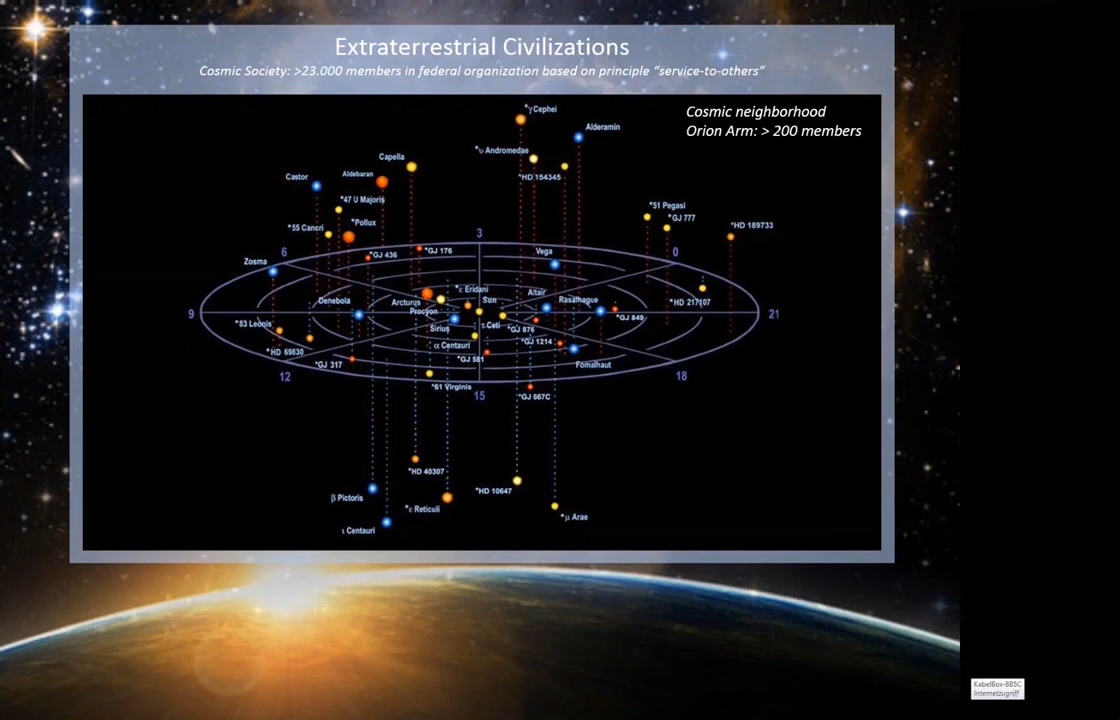 Extraterrestrial Civilizations
Cosmic Society: >23.000 members in federal organization based on principle “service-to-others”
Cosmic neighborhood
Orion Arm: > 200 members
*γ Cephei
Alderamin
*υ Andromedae
Capella
*HD 154345
Aldebaran
Castor
*47 U Majoris
*51 Pegasi
*GJ 777
*Pollux
*55 Cancri
*HD 189733
3
*GJ 176
*GJ 436
6
Vega
0
Zosma
*ε Eridani
Altair
Denebola
Arcturus
Sun
Rasalhague
*HD 217107
Procyon
9
21
*GJ 849
*83 Leonis
Sirius
τ Ceti
*GJ 876
α Centauri
*GJ 1214
*HD 69830
*GJ 581
*GJ 317
Fomalhaut
12
18
*61 Virginis
15
*GJ 667C
*HD 40307
*HD 10647
β Pictoris
*ε Reticuli
*μ Arae
ι Centauri
KabelBox-8B5C
Internetzugriff